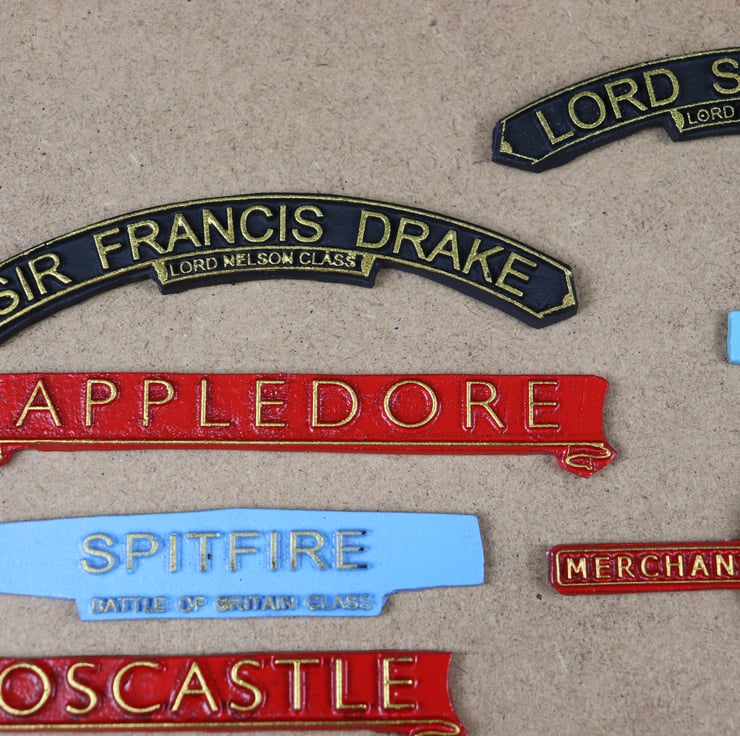 LORD S
LORD
SIR FRANCIS DRAKE
LORD NELSON CLASS
APPLEDORE
SPITFIRE
BATTLE OF BRITAIN CLASS
MERCHAN
OSCASTLE